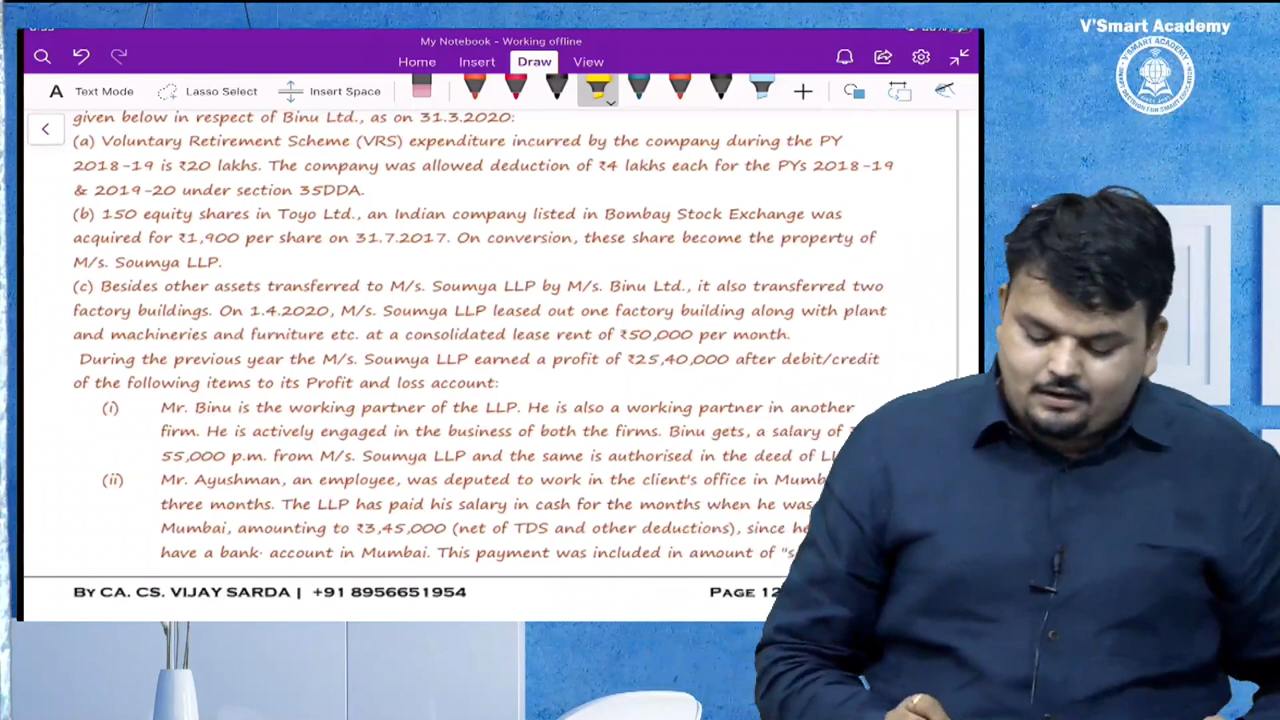 V'Smart Academy
My Notebook - Working offline
Home Insert Draw View
Text Mode Lasso Select Insert Space
given below in respect of Binu Ltd., as on 31.3.2020:
(a) Voluntary Retirement Scheme (VRS) expenditure incurred by the company during the PY
2018-19 is ₹20 lakhs. The company was allowed deduction of ₹4 lakhs each for the PYs 2018-19
& 2019-20 under section 35DDA.
(b) 150 equity shares in Toyo Ltd., an Indian company listed in Bombay Stock Exchange was
acquired for ₹1,900 per share on 31.7.2017. On conversion, these share become the property of
M/s. Soumya LLP.
(c) Besides other assets transferred to M/s. Soumya LLP by M/s. Binu Ltd., it also transferred two
factory buildings. On 1.4.2020, M/s. Soumya LLP leased out one factory building along with plant
and machineries and furniture etc. at a consolidated lease rent of ₹50,000 per month.
During the previous year the M/s. Soumya LLP earned a profit of ₹25,40,000 after debit/credit
of the following items to its Profit and loss account:
(i) Mr. Binu is the working partner of the LLP. He is also a working partner in another
firm. He is actively engaged in the business of both the firms. Binu gets, a salary of
55,000 p.m. from M/s. Soumya LLP and the same is authorised in the deed of
(ii) Mr. Ayushman, an employee, was deputed to work in the client's office in
three months. The LLP has paid his salary in cash for the months when he was
Mumbai, amounting to ₹3,45,000 (net of TDS and other deductions), since
have a bank account in Mumbai. This payment was included in amount of
BY CA. CS. VIJAY SARDA | +91 8956651954
PAGE